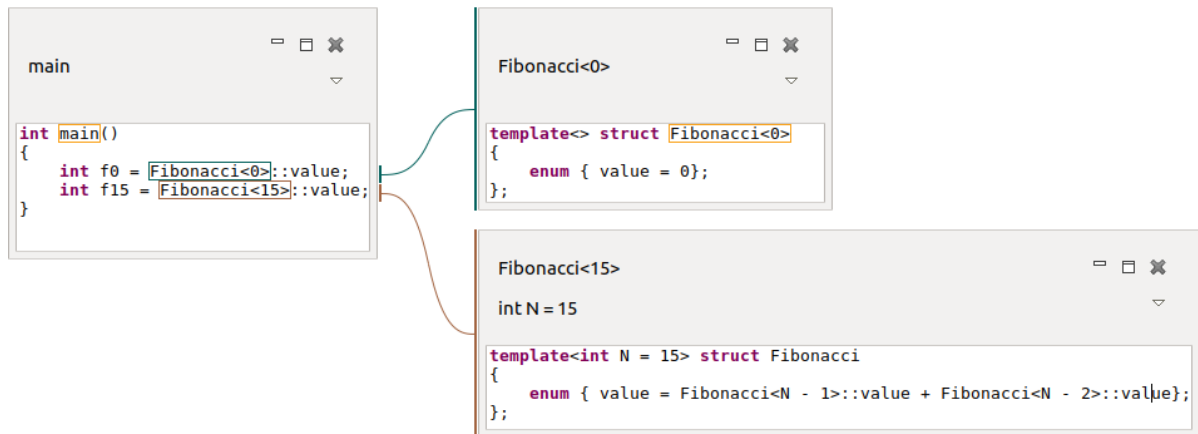 main
int main()
{
    int f0 = Fibonacci<0>::value;
    int f15 = Fibonacci<15>::value;
}
Fibonacci<0>
template<> struct Fibonacci<0>
{
    enum { value = 0};
};
Fibonacci<15>
int N = 15
template<int N = 15> struct Fibonacci
{
    enum { value = Fibonacci<N - 1>::value + Fibonacci<N - 2>::value};
};